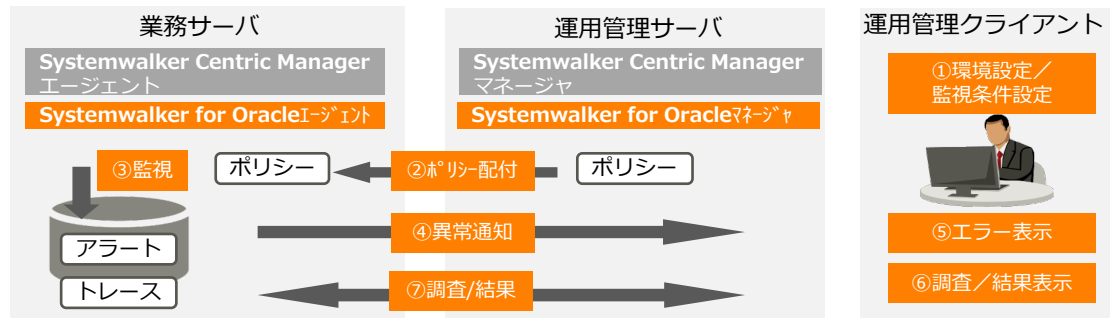 業務サーバ
Systemwalker Centric Manager
エージェント
Systemwalker for Oracleｴｰｼﾞｪﾝﾄ
③監視
ポリシー
アラート
トレース
②ﾎﾟﾘｼｰ配付
④異常通知
⑦調査/結果
運用管理サーバ
Systemwalker Centric Manager
マネージャ
Systemwalker for Oracleﾏﾈｰｼﾞｬ
ポリシー
運用管理クライアント
①環境設定／
監視条件設定
⑤エラー表示
⑥調査／結果表示